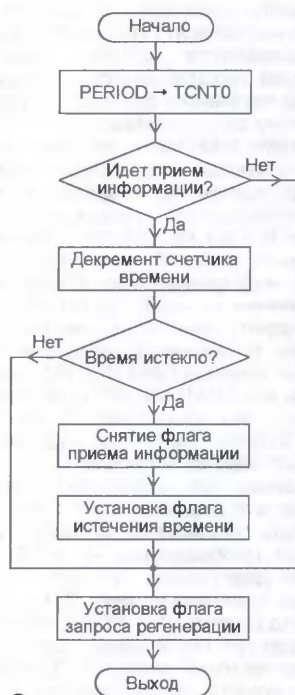 Начало
PERIOD → TCNT0
Идет прием
информации?
Нет
Да
Декремент счетчика
времени
Нет
Время истекло?
Да
Снятие флага
приема информации
Установка флага
истечения времени
Установка флага
запроса регенерации
Выход